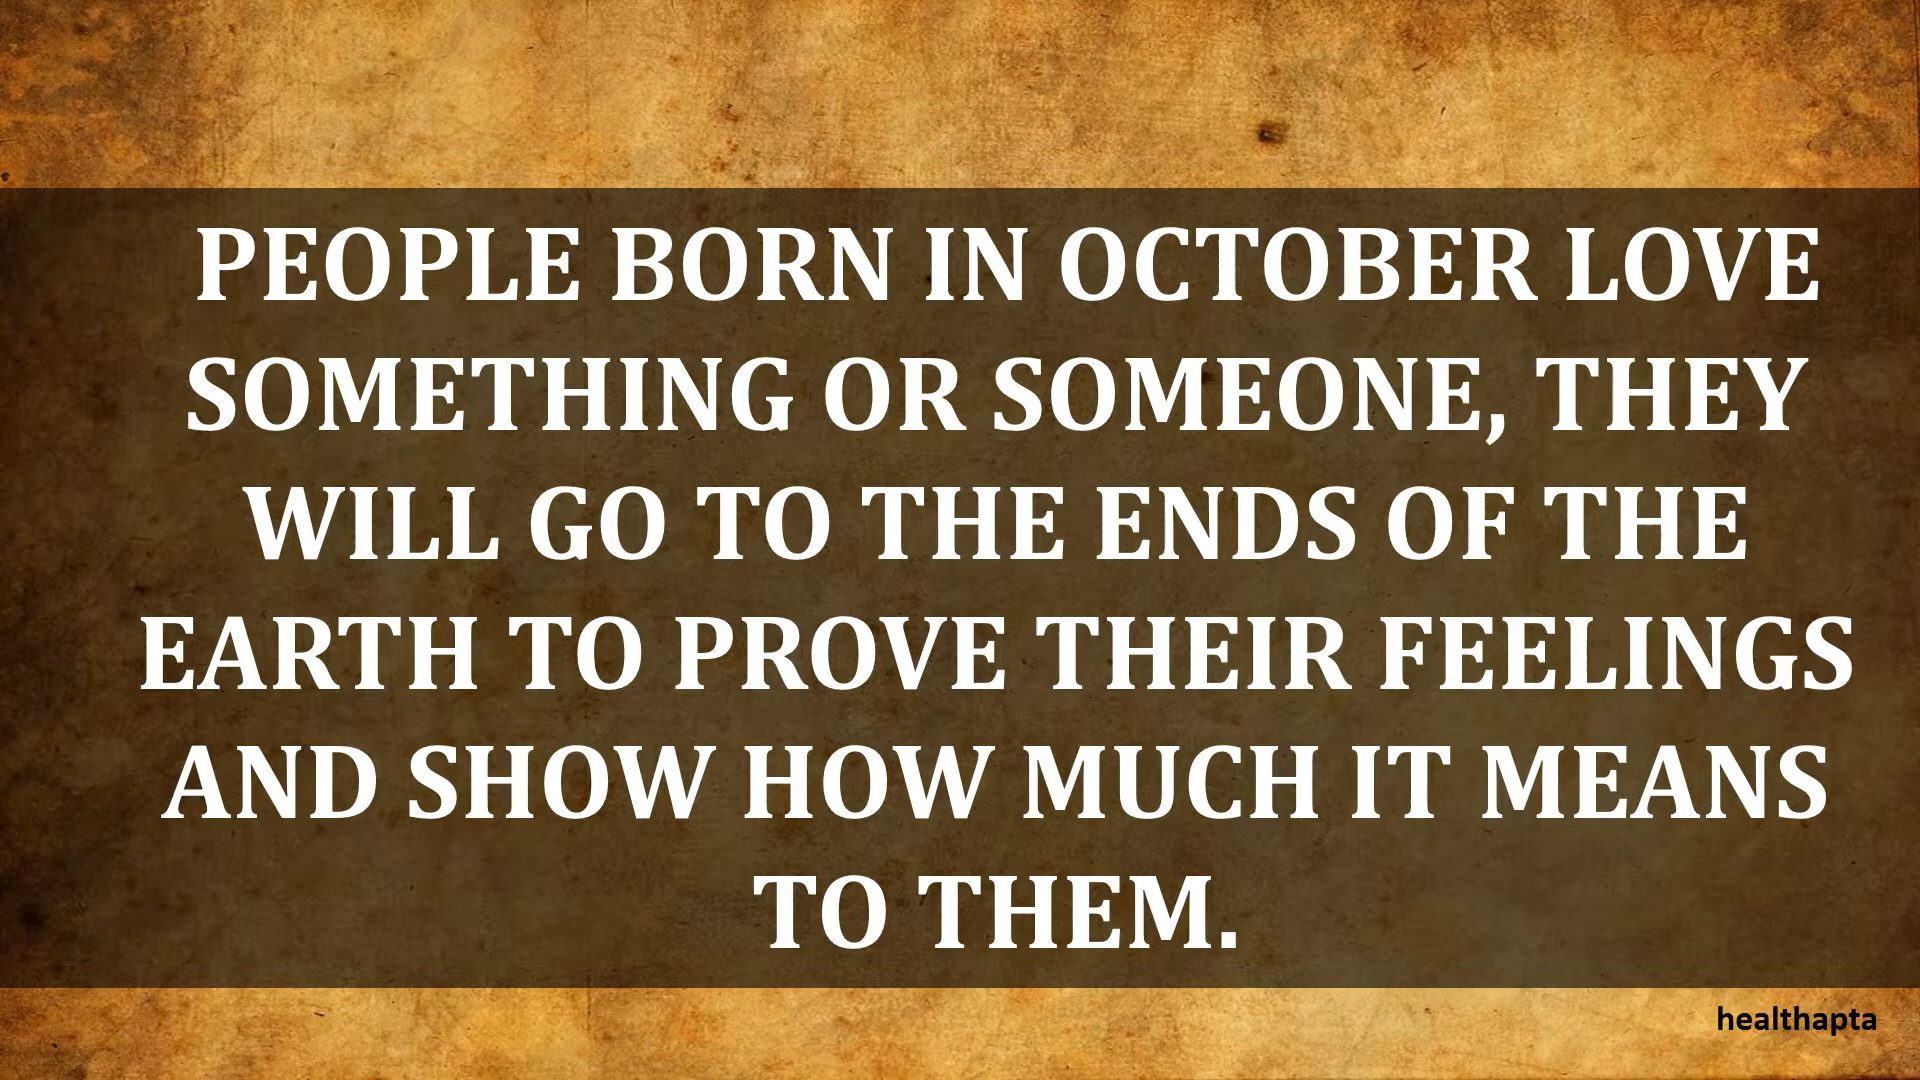 PEOPLE BORN IN OCTOBER LOVE
SOMETHING OR SOMEONE, THEY
WILL GO TO THE ENDS OF THE
EARTH TO PROVE THEIR FEELINGS
AND SHOW HOW MUCH IT MEANS
TO THEM.
healthapta